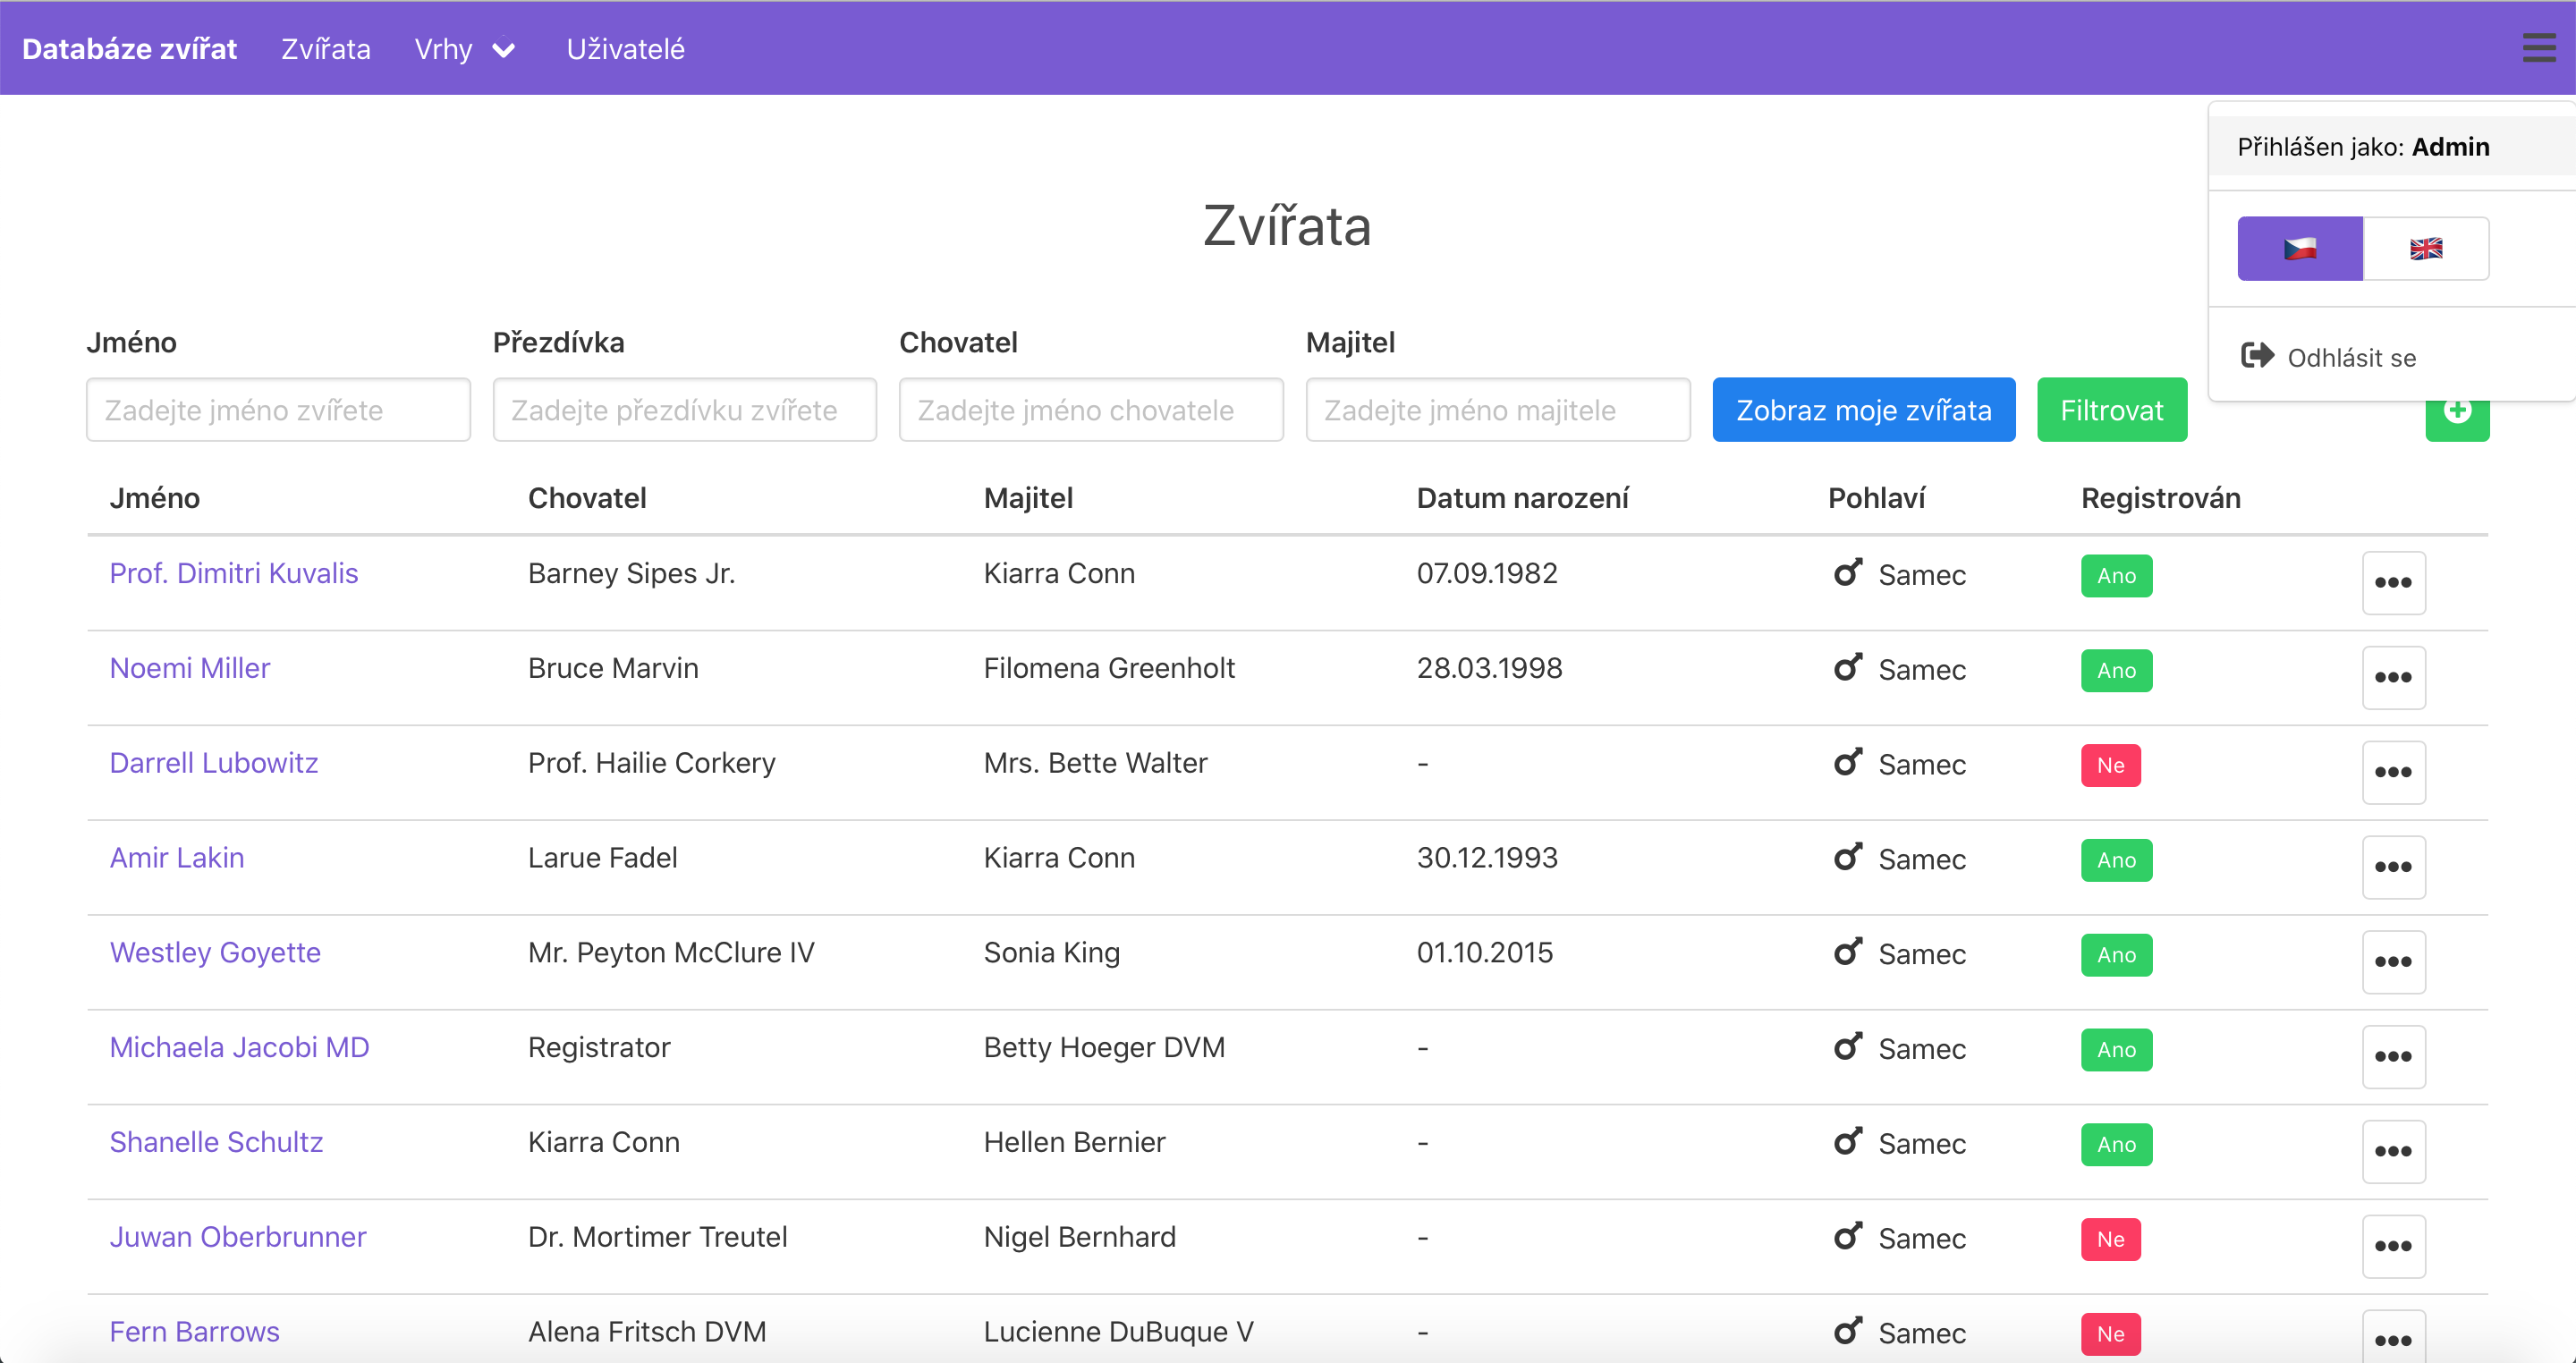 Databáze zvířat Zvířata Vrhy Uživatelé
Přihlášen jako: Admin
Odhlásit se
Zvířata
Jméno Přezdívka Chovatel Majitel
Zadejte jméno zvířete Zadejte přezdívku zvířete Zadejte jméno chovatele Zadejte jméno majitele Zobraz moje zvířata Filtrovat
Jméno Chovatel Majitel Datum narození Pohlaví Registrován
Prof. Dimitri Kuvalis Barney Sipes Jr. Kiarra Conn 07.09.1982 Samec Ano
Noemi Miller Bruce Marvin Filomena Greenholt 28.03.1998 Samec Ano
Darrell Lubowitz Prof. Hailie Corkery Mrs. Bette Walter - Samec Ne
Amir Lakin Larue Fadel Kiarra Conn 30.12.1993 Samec Ano
Westley Goyette Mr. Peyton McClure IV Sonia King 01.10.2015 Samec Ano
Michaela Jacobi MD Registrator Betty Hoeger DVM - Samec Ano
Shanelle Schultz Kiarra Conn Hellen Bernier - Samec Ano
Juwan Oberbrunner Dr. Mortimer Treutel Nigel Bernhard - Samec Ne
Fern Barrows Alena Fritsch DVM Lucienne DuBuque V - Samec Ne